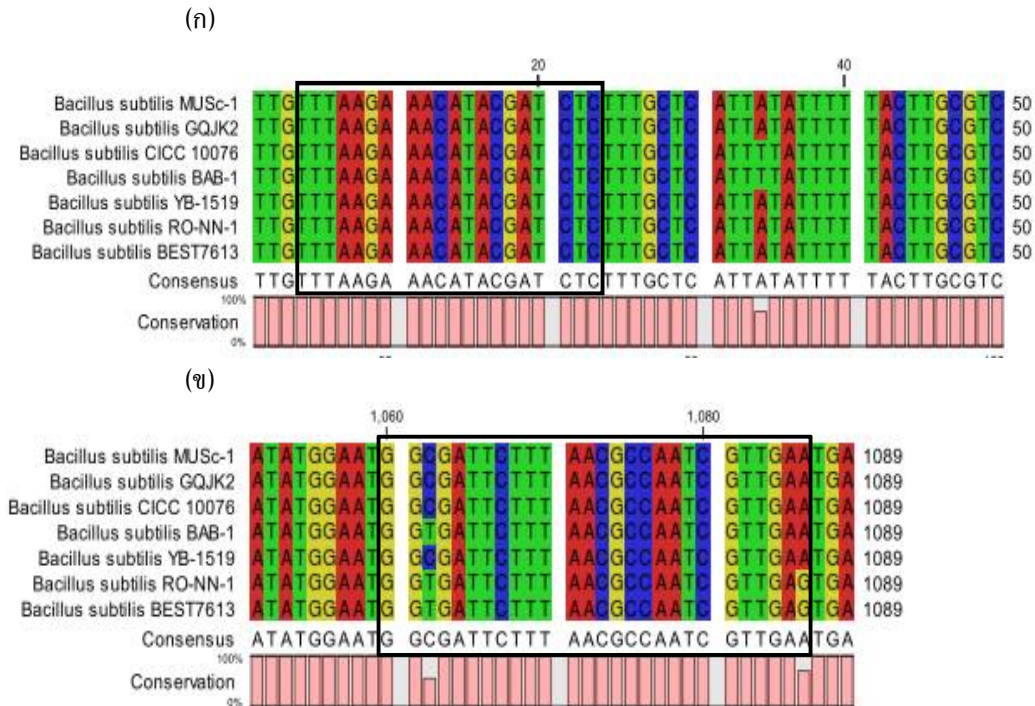 (ก)
20 40
Bacillus subtilis MUSc-1 TTGTTTAAGA AACATACGAT CTCTTTGCTC ATTATATTTT TACTTGCGTC 50
Bacillus subtilis GQJK2 TTGTTTAAGA AACATACGAT CTCTTTGCTC ATTATATTTT TACTTGCGTC 50
Bacillus subtilis CICC 10076 TTGTTTAAGA AACATACGAT CTCTTTGCTC ATTTTATTTT TACTTGCGTC 50
Bacillus subtilis BAB-1 TTGTTTAAGA AACATACGAT CTCTTTGCTC ATTTTATTTT TACTTGCGTC 50
Bacillus subtilis YB-1519 TTGTTTAAGA AACATACGAT CTCTTTGCTC ATTATATTTT TACTTGCGTC 50
Bacillus subtilis RO-NN-1 TTGTTTAAGA AACATACGAT CTCTTTGCTC ATTATATTTT TACTTGCGTC 50
Bacillus subtilis BEST7613 TTGTTTAAGA AACATACGAT CTCTTTGCTC ATTATATTTT TACTTGCGTC 50
Consensus TTGTTTAAGA AACATACGAT CTCTTTGCTC ATTATATTTT TACTTGCGTC
100%
Conservation
0%
(ข)
1,060 1,080
Bacillus subtilis MUSc-1 ATATGGAATG GCGATTCTTT AACGCCAATC GTTGAATGA 1089
Bacillus subtilis GQJK2 ATATGGAATG GCGATTCTTT AACGCCAATC GTTGAATGA 1089
Bacillus subtilis CICC 10076 ATATGGAATG GCGATTCTTT AACGCCAATC GTTGAATGA 1089
Bacillus subtilis BAB-1 ATATGGAATG GTGATTCTTT AACGCCAATC GTTGAATGA 1089
Bacillus subtilis YB-1519 ATATGGAATG GCGATTCTTT AACGCCAATC GTTGAATGA 1089
Bacillus subtilis RO-NN-1 ATATGGAATG GTGATTCTTT AACGCCAATC GTTGAGTGA 1089
Bacillus subtilis BEST7613 ATATGGAATG GTGATTCTTT AACGCCAATC GTTGAGTGA 1089
Consensus ATATGGAATG GCGATTCTTT AACGCCAATC GTTGAATGA
100%
Conservation
0%